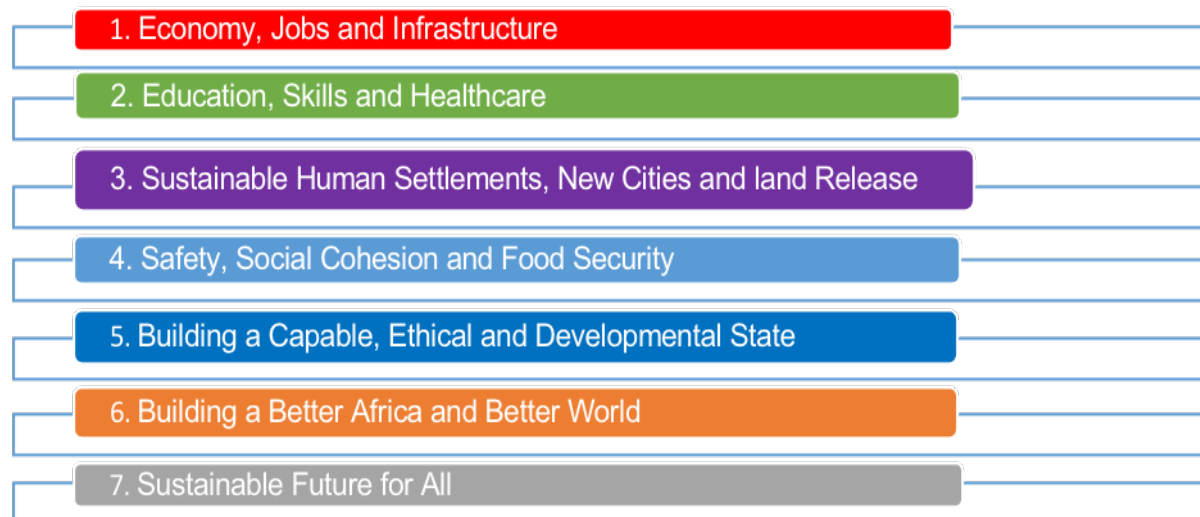 1. Economy, Jobs and Infrastructure
2. Education, Skills and Healthcare
3. Sustainable Human Settlements, New Cities and land Release
4. Safety, Social Cohesion and Food Security
5. Building a Capable, Ethical and Developmental State
6. Building a Better Africa and Better World
7. Sustainable Future for All